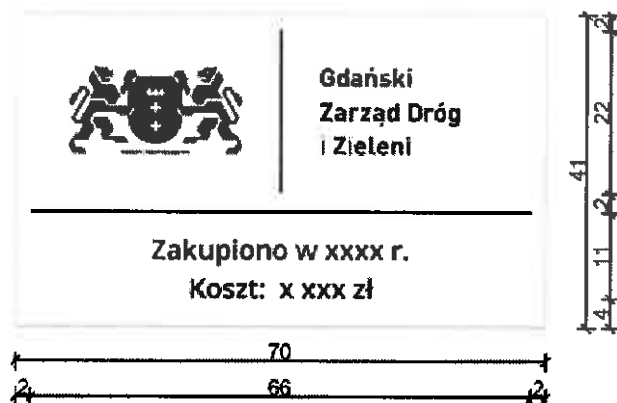 Gdański
Zarząd Dróg
i Zieleni
Zakupiono w xxxx r.
Koszt: x xxx zł
2
22
41
2
11
4
70
2
66
2